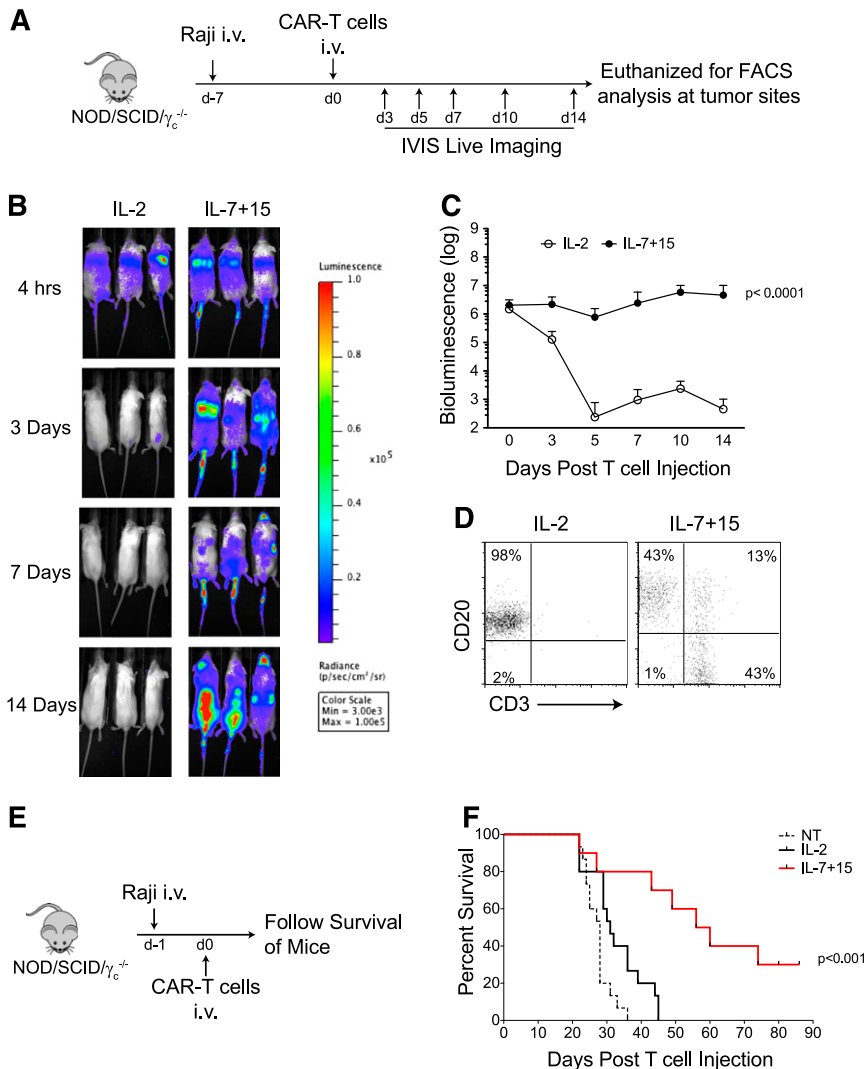 A
Raji i.v.
CAR-T cells
i.v.
NOD/SCID/γc-/-
d-7
d0
d3
d5
d7
d10
d14
IVIS Live Imaging
Euthanized for FACS
analysis at tumor sites
B
IL-2
IL-7+15
4 hrs
3 Days
7 Days
14 Days
Luminescence
1.0
0.8
0.6
x10^5
0.4
0.2
Radiance
(p/sec/cm²/sr)
Color Scale
Min = 3.00e3
Max = 1.00e5
C
IL-2
IL-7+15
Bioluminescence (log)
9
8
7
6
5
4
3
2
p< 0.0001
0 3 5 7 10 14
Days Post T cell Injection
D
IL-2
IL-7+15
98%
2%
43%
13%
1%
43%
CD20
CD3
E
Raji i.v.
d-1
d0
CAR-T cells
i.v.
NOD/SCID/γc-/-
Follow Survival
of Mice
F
NT
IL-2
IL-7+15
Percent Survival
100
80
60
40
20
0
p<0.001
0 10 20 30 40 50 60 70 80 90
Days Post T cell Injection